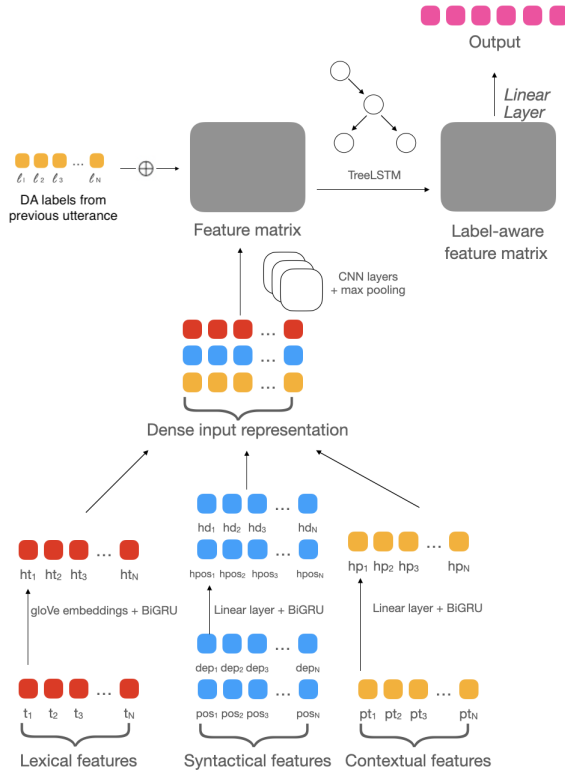 Output
Linear
Layer
TreeLSTM
ℓ₁ ℓ₂ ℓ₃ ... ℓN
DA labels from
previous utterance
Feature matrix
Label-aware
feature matrix
CNN layers
+ max pooling
...
...
...
Dense input representation
...
hd₁ hd₂ hd₃ hdN
...
hpos₁ hpos₂ hpos₃ hposN
...
ht₁ ht₂ ht₃ htN
...
hp₁ hp₂ hp₃ hpN
gloVe embeddings + BiGRU
Linear layer + BiGRU
Linear layer + BiGRU
...
dep₁ dep₂ dep₃ depN
...
pos₁ pos₂ pos₃ posN
...
t₁ t₂ t₃ tN
...
pt₁ pt₂ pt₃ ptN
Lexical features
Syntactical features
Contextual features